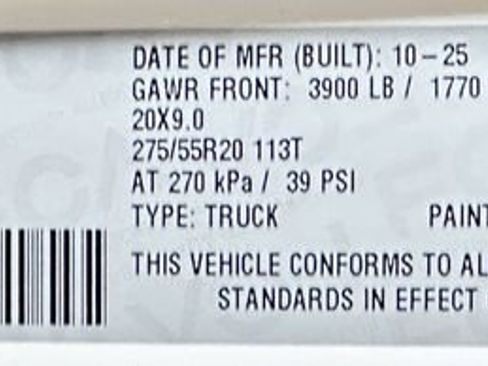 DATE OF MFR (BUILT): 10-25
GAWR FRONT: 3900 LB / 1770
20X9.0
275/55R20 113T
AT 270 kPa / 39 PSI
TYPE: TRUCK PAINT
THIS VEHICLE CONFORMS TO AL
STANDARDS IN EFFECT